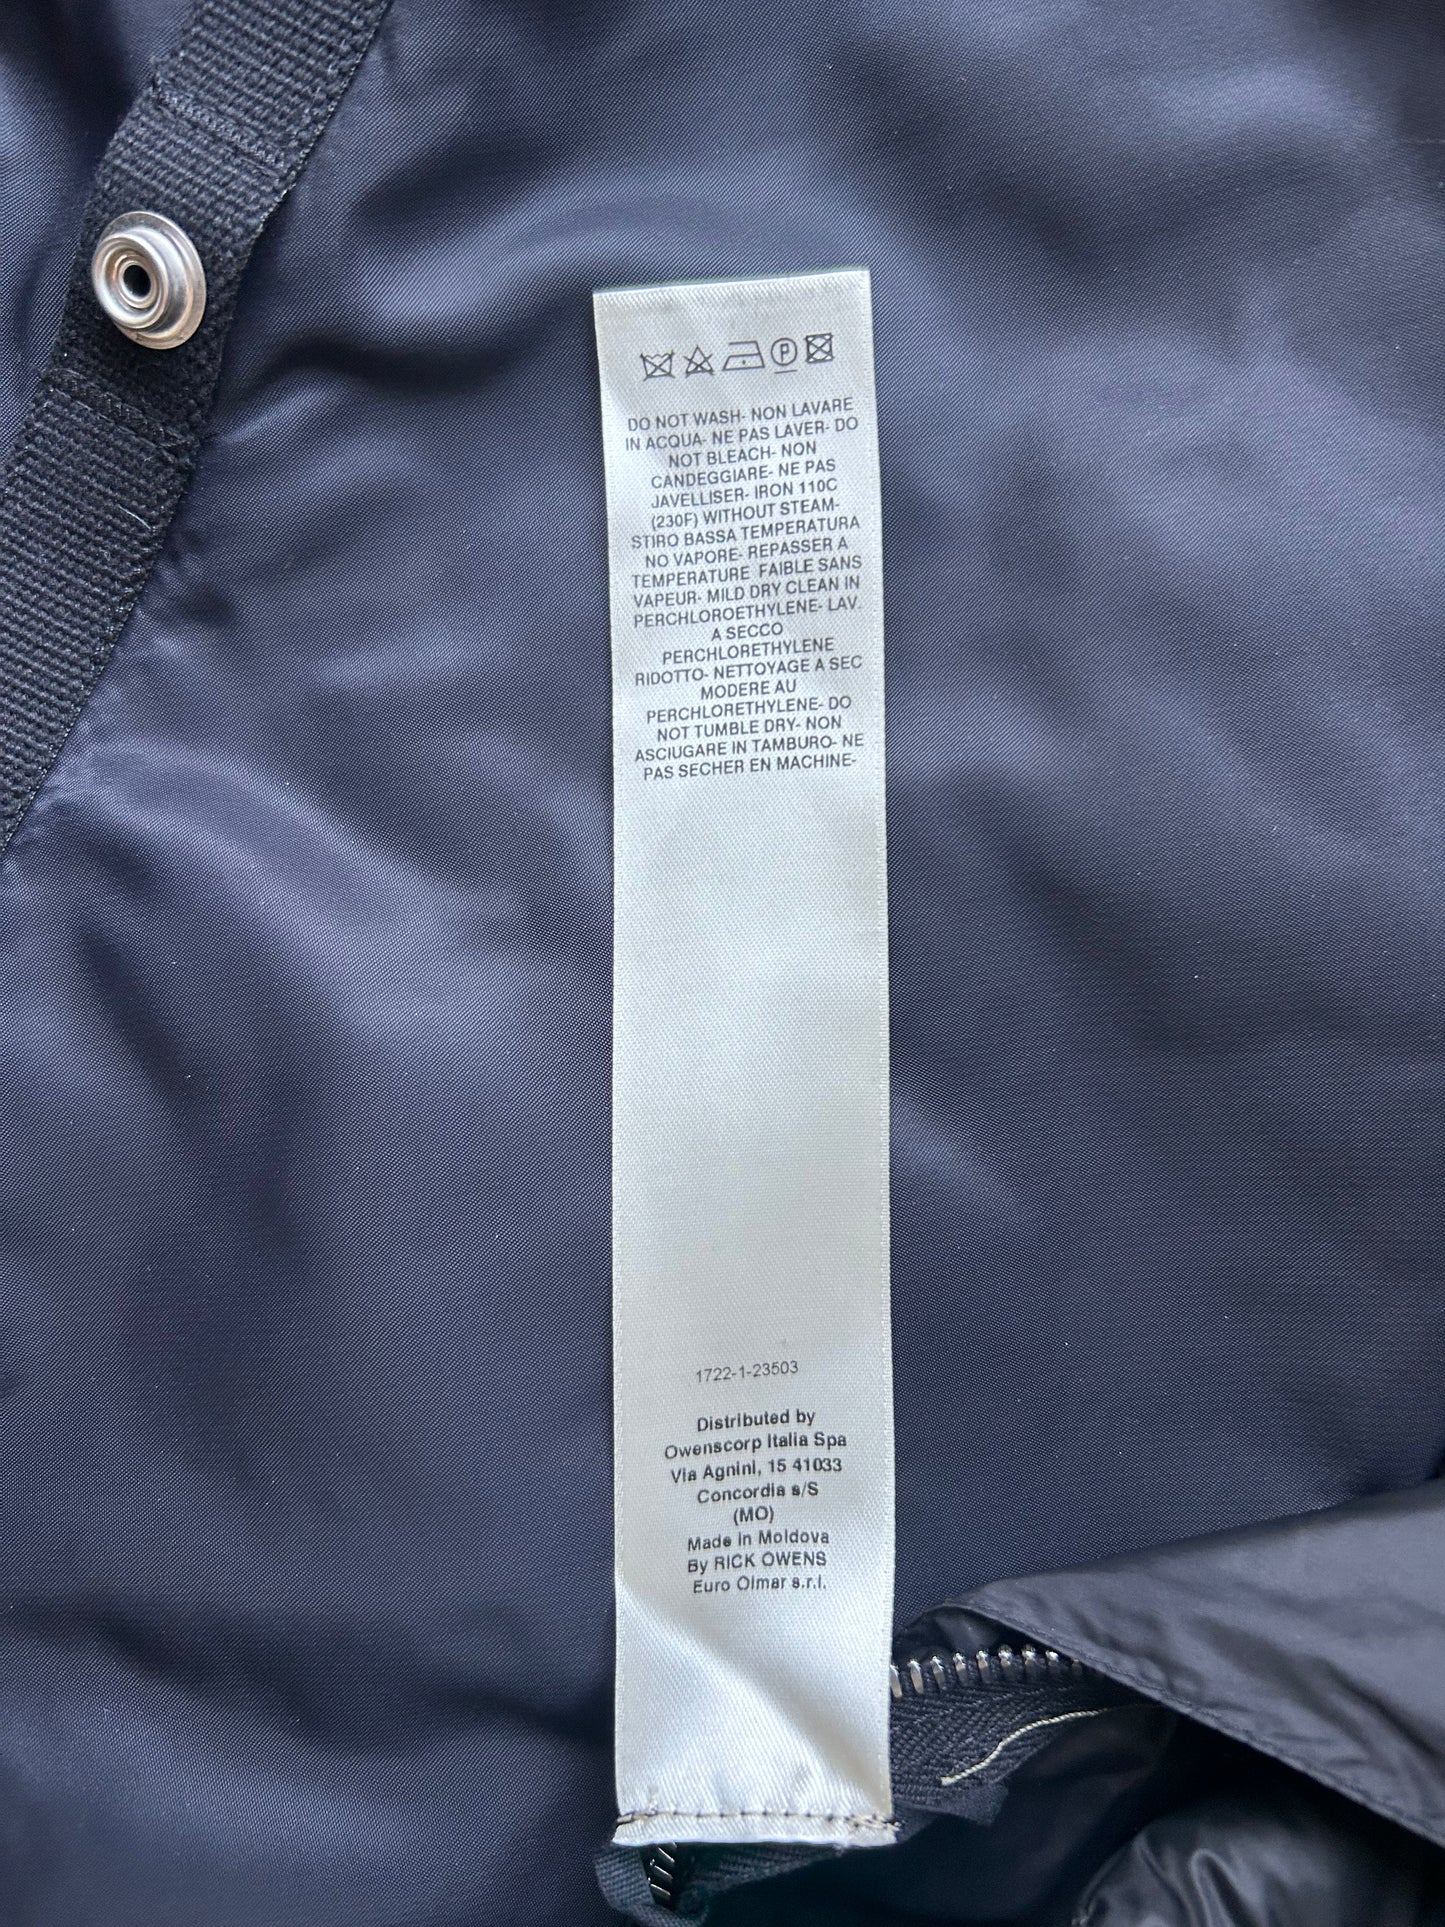 P
DO NOT WASH- NON LAVARE
IN ACQUA- NE PAS LAVER- DO
NOT BLEACH- NON
CANDEGGIARE- NE PAS
JAVELLISER- IRON 110C
(230F) WITHOUT STEAM-
STIRO BASSA TEMPERATURA
NO VAPORE- REPASSER A
TEMPERATURE FAIBLE SANS
VAPEUR- MILD DRY CLEAN IN
PERCHLOROETHYLENE- LAV.
A SECCO
PERCHLORETHYLENE
RIDOTTO- NETTOYAGE A SEC
MODERE AU
PERCHLORETHYLENE- DO
NOT TUMBLE DRY- NON
ASCIUGARE IN TAMBURO- NE
PAS SECHER EN MACHINE-
1722-1-23503
Distributed by
Owenscorp Italia Spa
Via Agnini, 15 41033
Concordia s/S
(MO)
Made in Moldova
By RICK OWENS
Euro Olmar s.r.l.